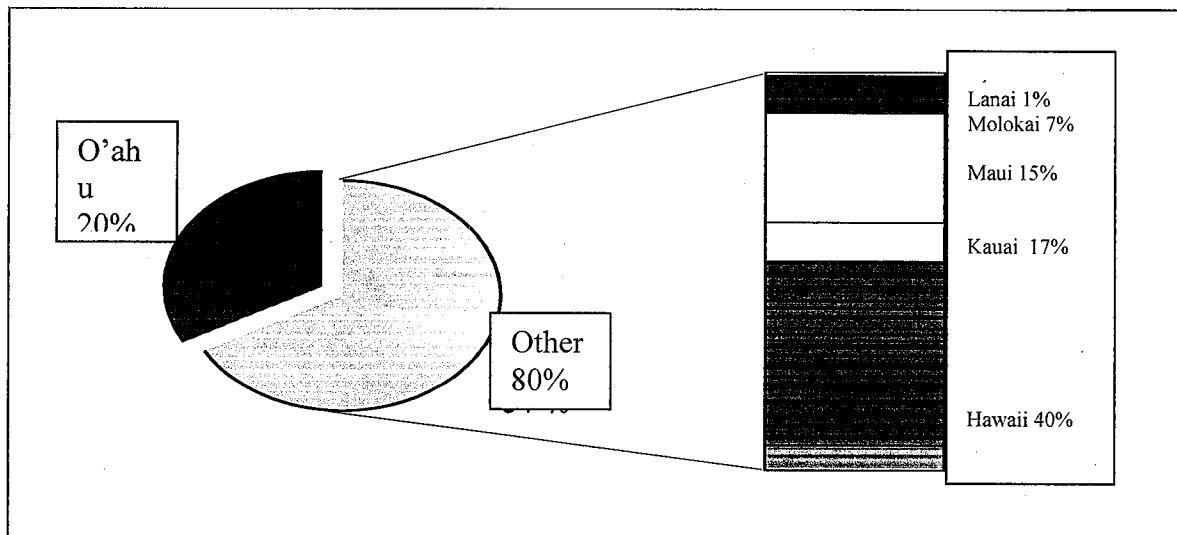 O'ah
u
20%
Other
80%
Lanai 1%
Molokai 7%
Maui 15%
Kauai 17%
Hawaii 40%